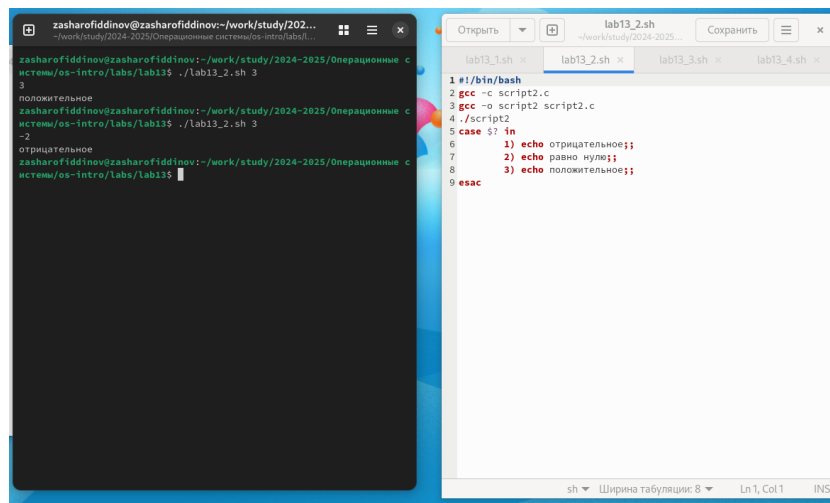 zasharofiddinov@zasharofiddinov:~/work/study/202...
~/work/study/2024-2025/Операционные системы/os-intro/labs/l...
zasharofiddinov@zasharofiddinov:~/work/study/2024-2025/Операционные с
истемы/os-intro/labs/lab13$ ./lab13_2.sh 3
3
положительное
zasharofiddinov@zasharofiddinov:~/work/study/2024-2025/Операционные с
истемы/os-intro/labs/lab13$ ./lab13_2.sh 3
-2
отрицательное
zasharofiddinov@zasharofiddinov:~/work/study/2024-2025/Операционные с
истемы/os-intro/labs/lab13$
Открыть
lab13_2.sh
~/work/study/2024-2025...
Сохранить
lab13_1.sh
lab13_2.sh
lab13_3.sh
lab13_4.sh
1 #!/bin/bash
2 gcc -c script2.c
3 gcc -o script2 script2.c
4 ./script2
5 case $? in
6 1) echo отрицательное;;
7 2) echo равно нулю;;
8 3) echo положительное;;
9 esac
sh Ширина табуляции: 8 Ln 1, Col 1 INS